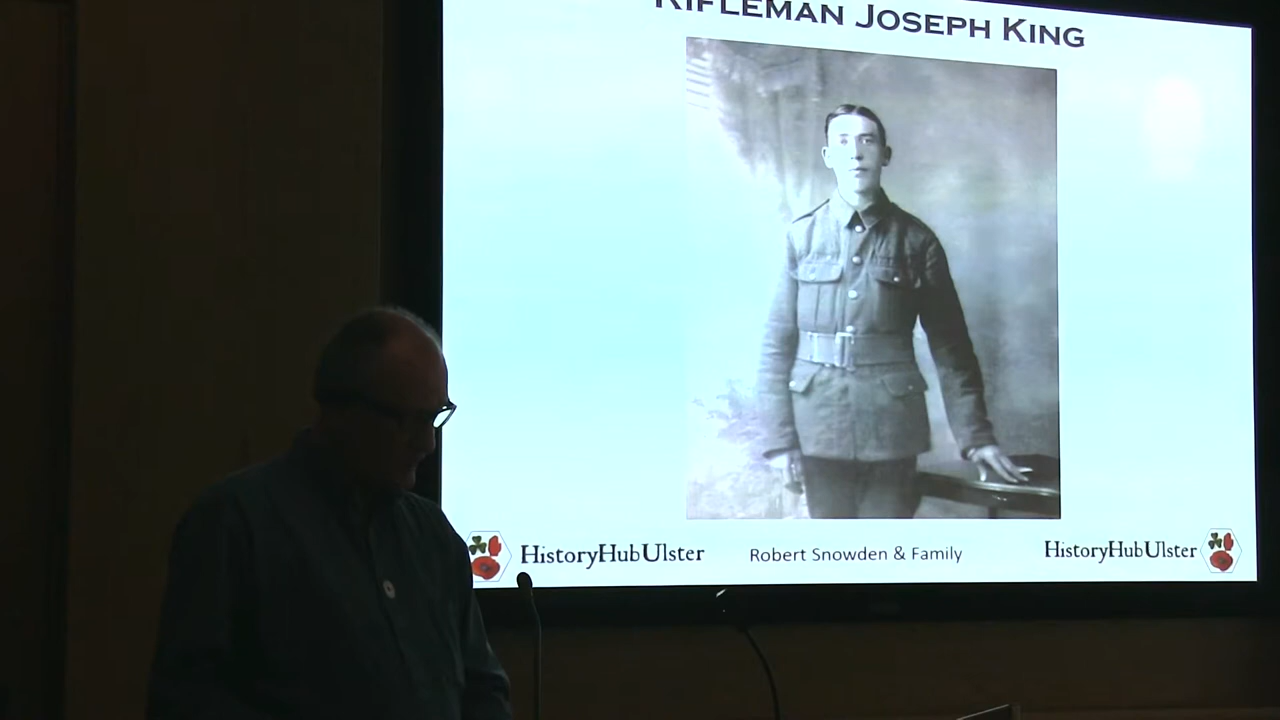 RIFLEMAN JOSEPH KING
HistoryHubUlster
Robert Snowden & Family
HistoryHubUlster